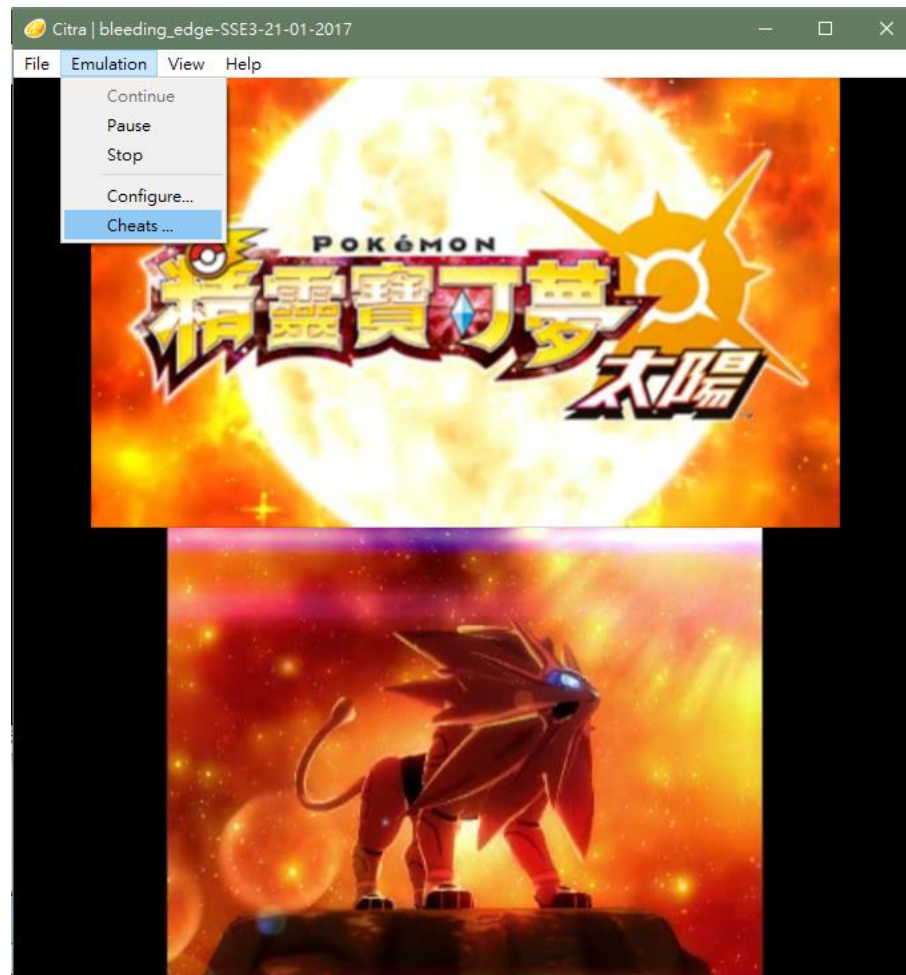 Citra | bleeding_edge-SSE3-21-01-2017
File Emulation View Help
Continue
Pause
Stop
Configure...
Cheats ...
POKéMON
精靈寶可夢
太陽